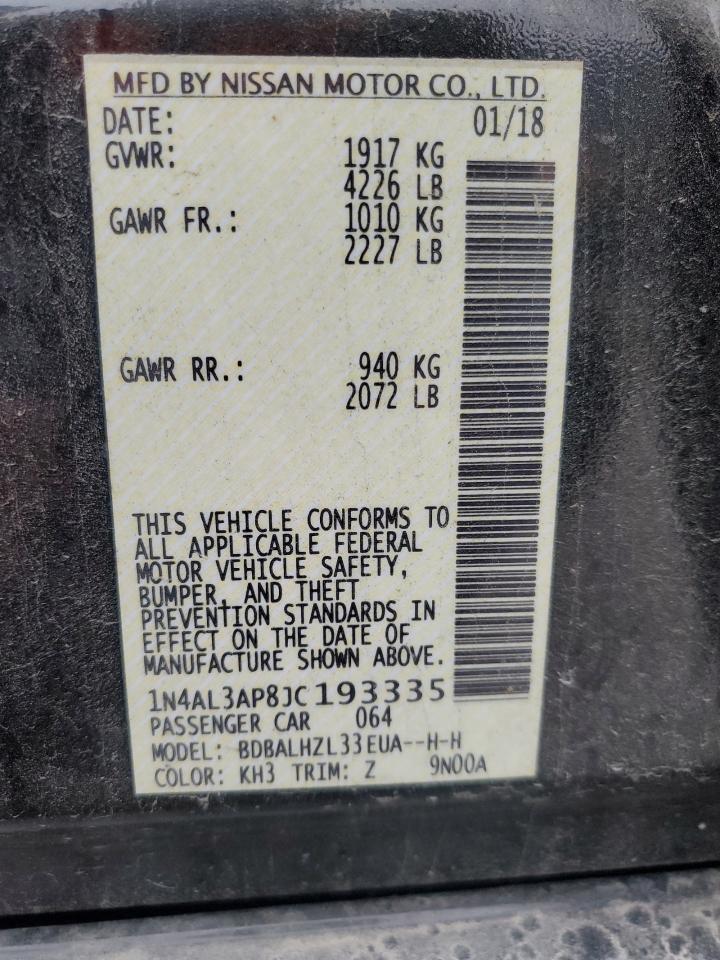 MFD BY NISSAN MOTOR CO., LTD.
DATE: 01/18
GVWR: 1917 KG
4226 LB
GAWR FR.: 1010 KG
2227 LB
GAWR RR.: 940 KG
2072 LB
THIS VEHICLE CONFORMS TO
ALL APPLICABLE FEDERAL
MOTOR VEHICLE SAFETY,
BUMPER, AND THEFT
PREVENTION STANDARDS IN
EFFECT ON THE DATE OF
MANUFACTURE SHOWN ABOVE.
1N4AL3AP8JC193335
PASSENGER CAR 064
MODEL: BDBALHZL33EUA--H-H
COLOR: KH3 TRIM: Z 9N00A